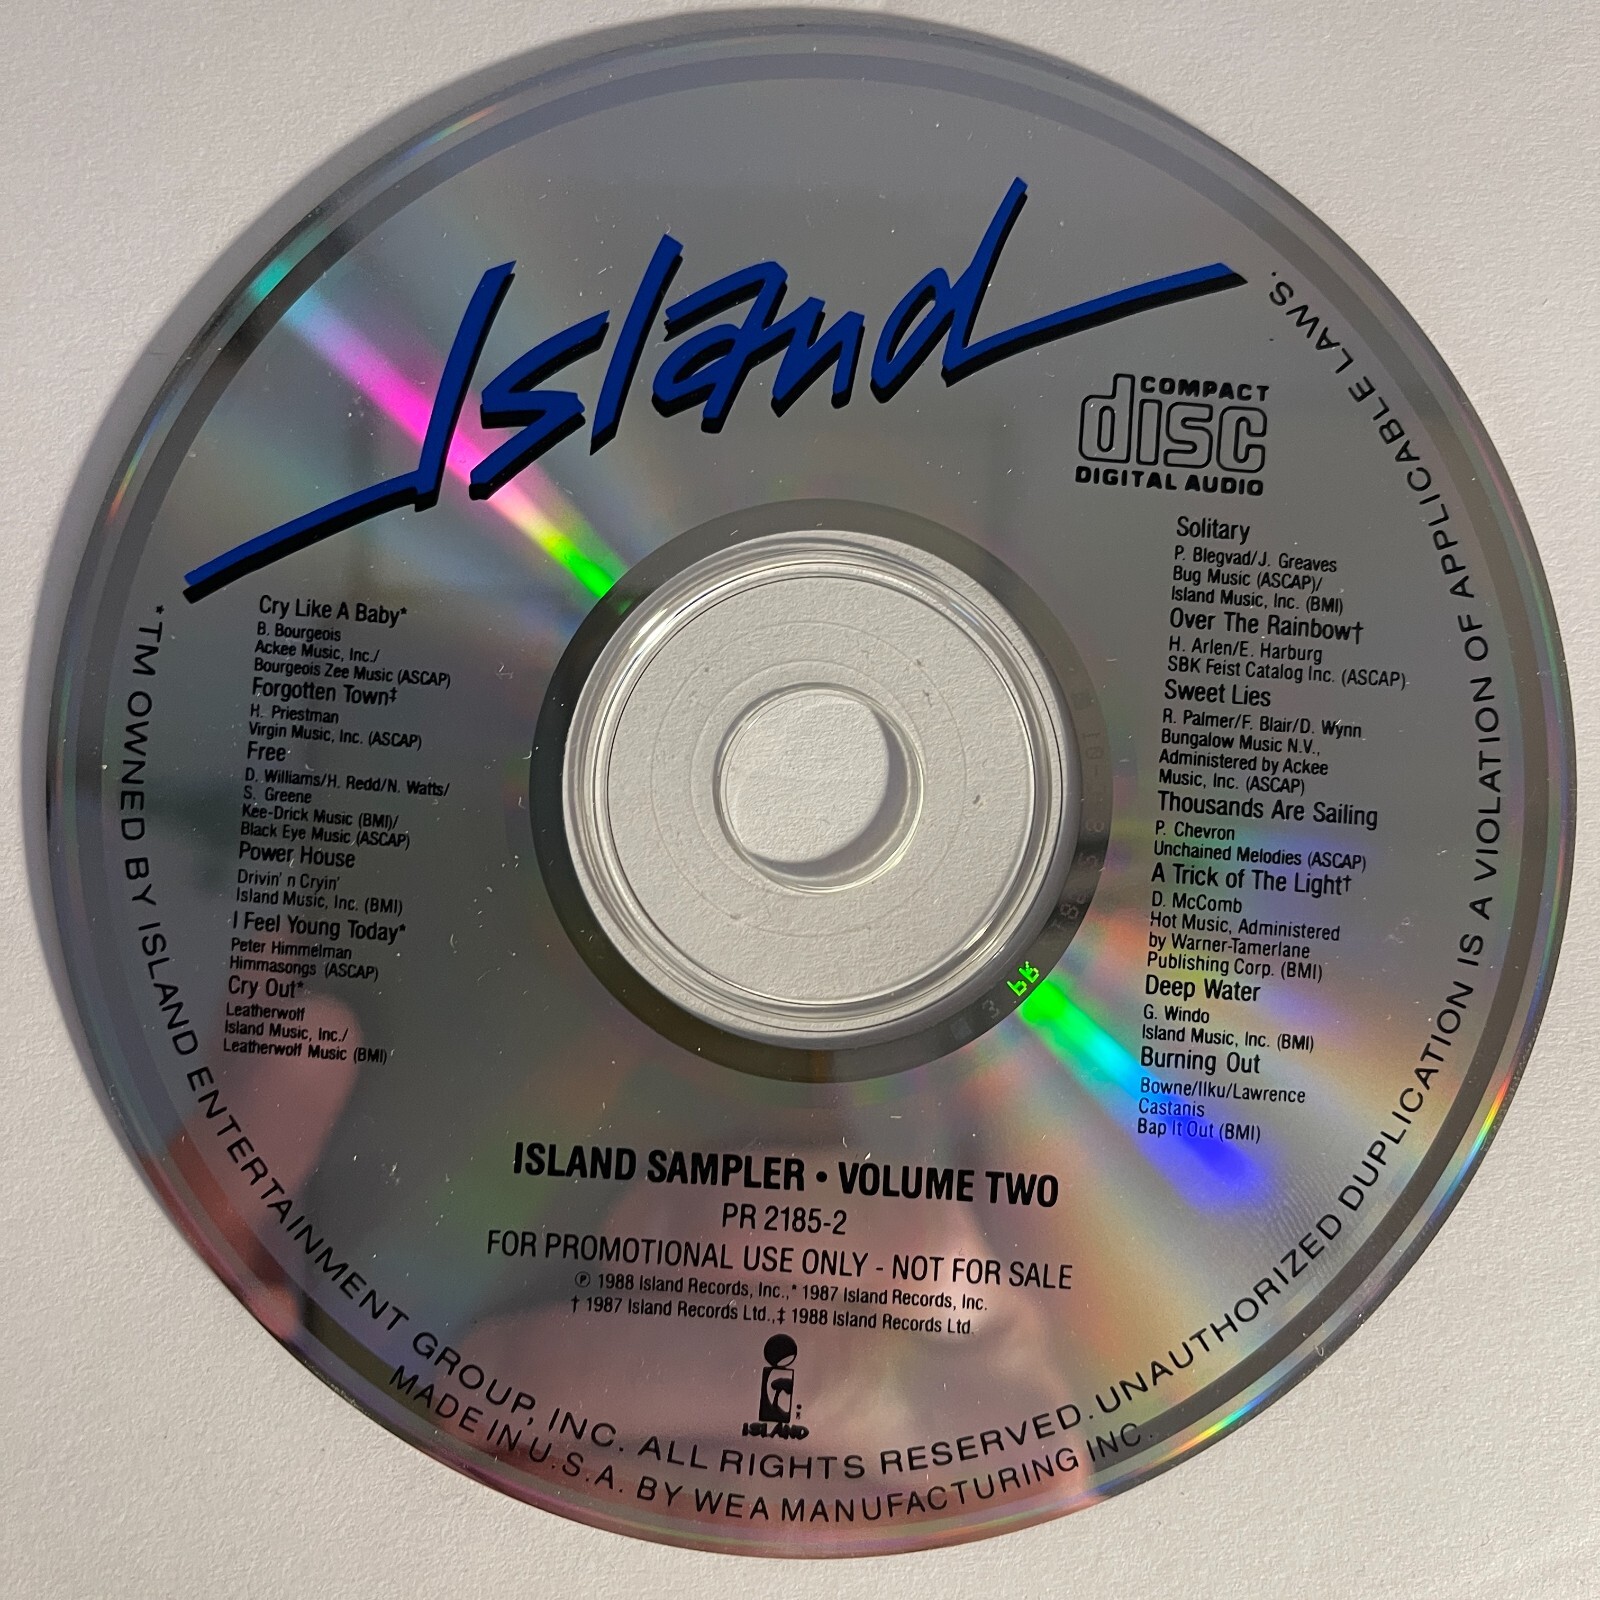 Island
COMPACT
disc
DIGITAL AUDIO
Cry Like A Baby*
B. Bourgeois
Ackee Music, Inc./
Bourgeois Zee Music (ASCAP)
Forgotten Town‡
H. Priestman
Virgin Music, Inc. (ASCAP)
Free
D. Williams/H. Redd/N. Watts/
S. Greene
Kee-Drick Music (BMI)/
Black Eye Music (ASCAP)
Power House
Drivin' n Cryin'
Island Music, Inc. (BMI)
I Feel Young Today*
Peter Himmelman
Himmasongs (ASCAP)
Cry Out*
Leatherwolf
Island Music, Inc./
Leatherwolf Music (BMI)
Solitary
P. Blegvad/J. Greaves
Bug Music (ASCAP)/
Island Music, Inc. (BMI)
Over The Rainbow†
H. Arlen/E. Harburg
SBK Feist Catalog Inc. (ASCAP)
Sweet Lies
R. Palmer/F. Blair/D. Wynn
Bungalow Music N.V.,
Administered by Ackee
Music, Inc. (ASCAP)
Thousands Are Sailing
P. Chevron
Unchained Melodies (ASCAP)
A Trick of The Light†
D. McComb
Hot Music, Administered
by Warner-Tamerlane
Publishing Corp. (BMI)
Deep Water
G. Windo
Island Music, Inc. (BMI)
Burning Out
Bowne/Ilku/Lawrence
Castanis
Bap It Out (BMI)
ISLAND SAMPLER • VOLUME TWO
PR 2185-2
FOR PROMOTIONAL USE ONLY - NOT FOR SALE
℗ 1988 Island Records, Inc.,* 1987 Island Records, Inc.
† 1987 Island Records Ltd.,‡ 1988 Island Records Ltd.
ISLAND
*TM OWNED BY ISLAND ENTERTAINMENT GROUP, INC. ALL RIGHTS RESERVED. UNAUTHORIZED DUPLICATION IS A VIOLATION OF APPLICABLE LAWS.
MADE IN U.S.A. BY WEA MANUFACTURING INC.